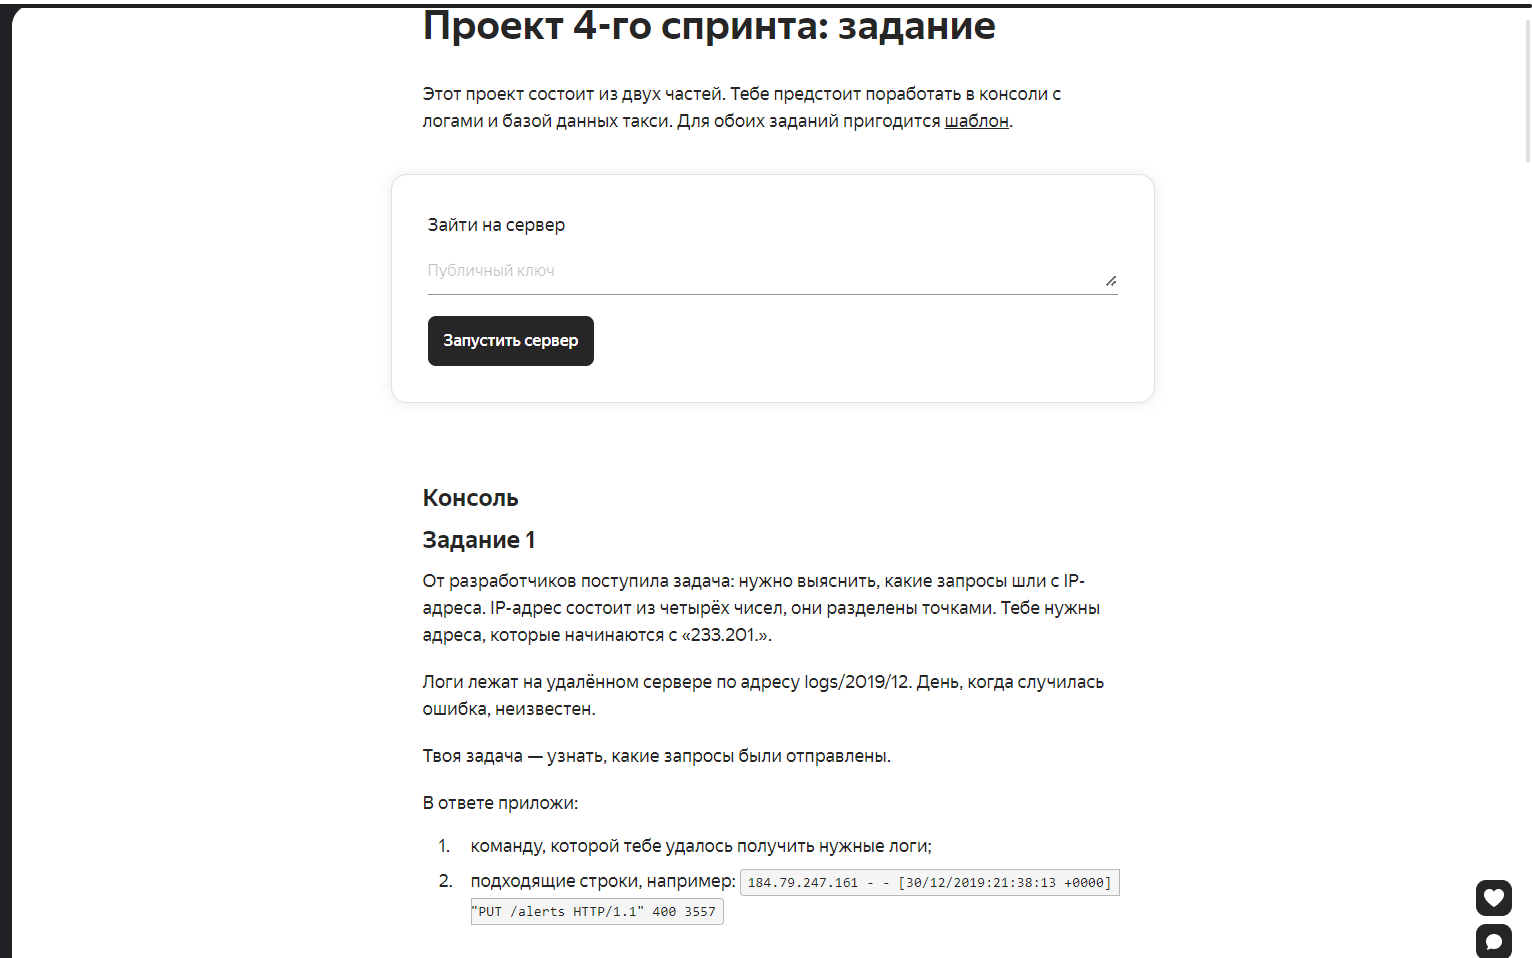 Проект 4-го спринта: задание
Этот проект состоит из двух частей. Тебе предстоит поработать в консоли с
логами и базой данных такси. Для обоих заданий пригодится шаблон.
Зайти на сервер
Публичный ключ
Запустить сервер
Консоль
Задание 1
От разработчиков поступила задача: нужно выяснить, какие запросы шли с IP-
адреса. IP-адрес состоит из четырёх чисел, они разделены точками. Тебе нужны
адреса, которые начинаются с «233.201.».
Логи лежат на удалённом сервере по адресу logs/2019/12. День, когда случилась
ошибка, неизвестен.
Твоя задача — узнать, какие запросы были отправлены.
В ответе приложи:
1. команду, которой тебе удалось получить нужные логи;
2. подходящие строки, например: 184.79.247.161 - - [30/12/2019:21:38:13 +0000]
"PUT /alerts HTTP/1.1" 400 3557